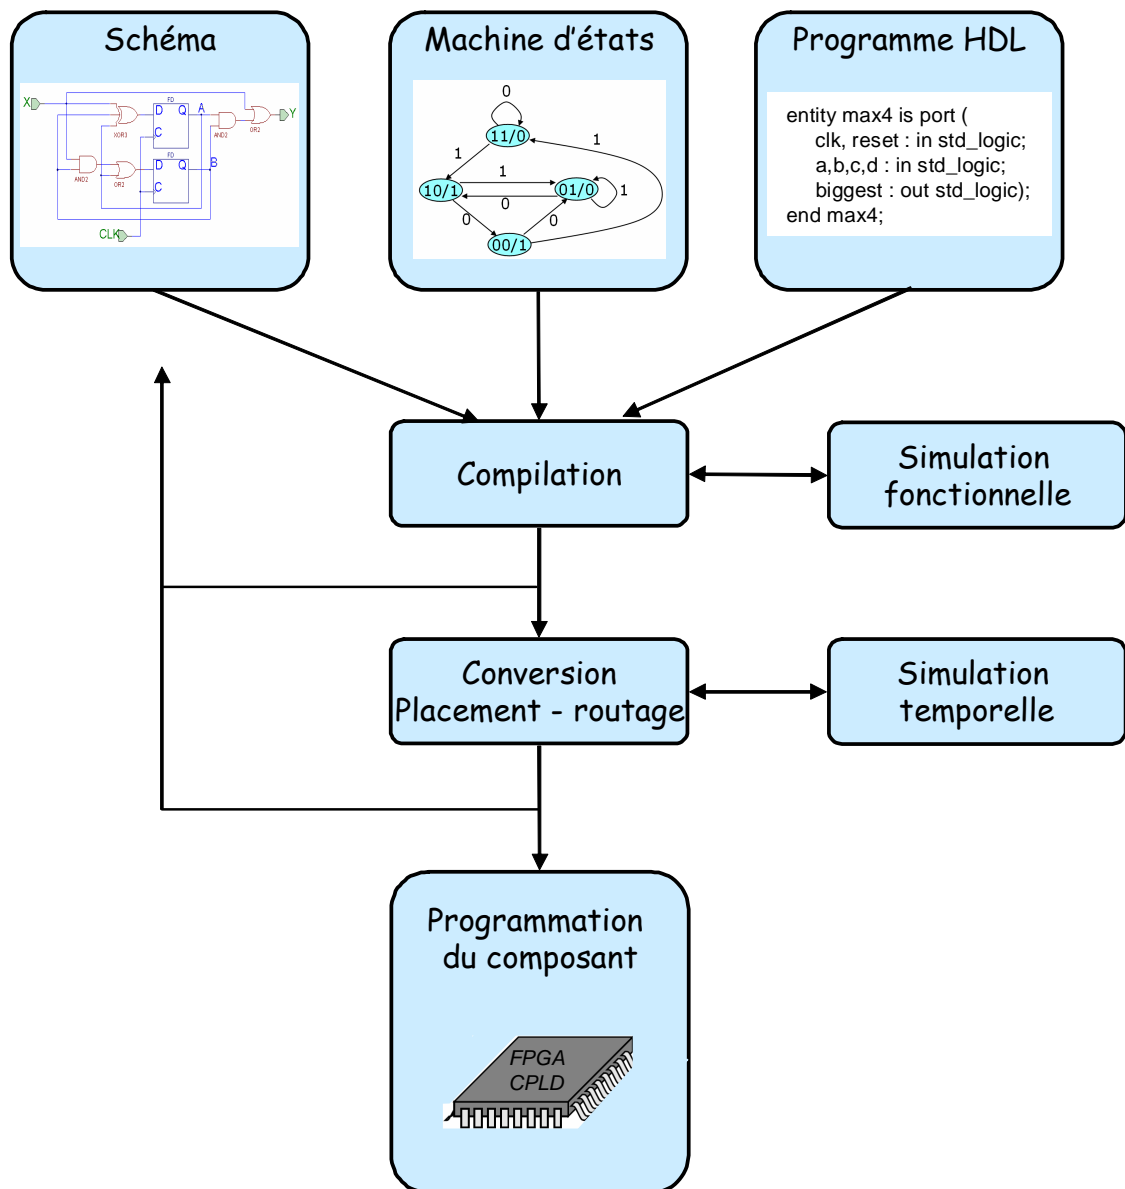 Schéma
X
XOR3
FD
D Q
C
A
AND2
OR2
Y
AND2
OR2
FD
D Q
C
B
CLK
Machine d'états
0
11/0
1
1
10/1
1
0
01/0
1
0
0
00/1
Programme HDL
entity max4 is port (
clk, reset : in std_logic;
a,b,c,d : in std_logic;
biggest : out std_logic);
end max4;
Compilation
Simulation
fonctionnelle
Conversion
Placement - routage
Simulation
temporelle
Programmation
du composant
FPGA
CPLD